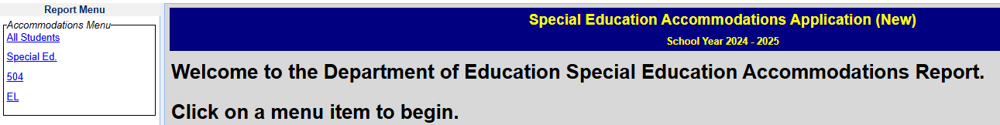 Report Menu
Accommodations Menu
All Students
Special Ed.
504
EL
Special Education Accommodations Application (New)
School Year 2024 - 2025
Welcome to the Department of Education Special Education Accommodations Report.
Click on a menu item to begin.